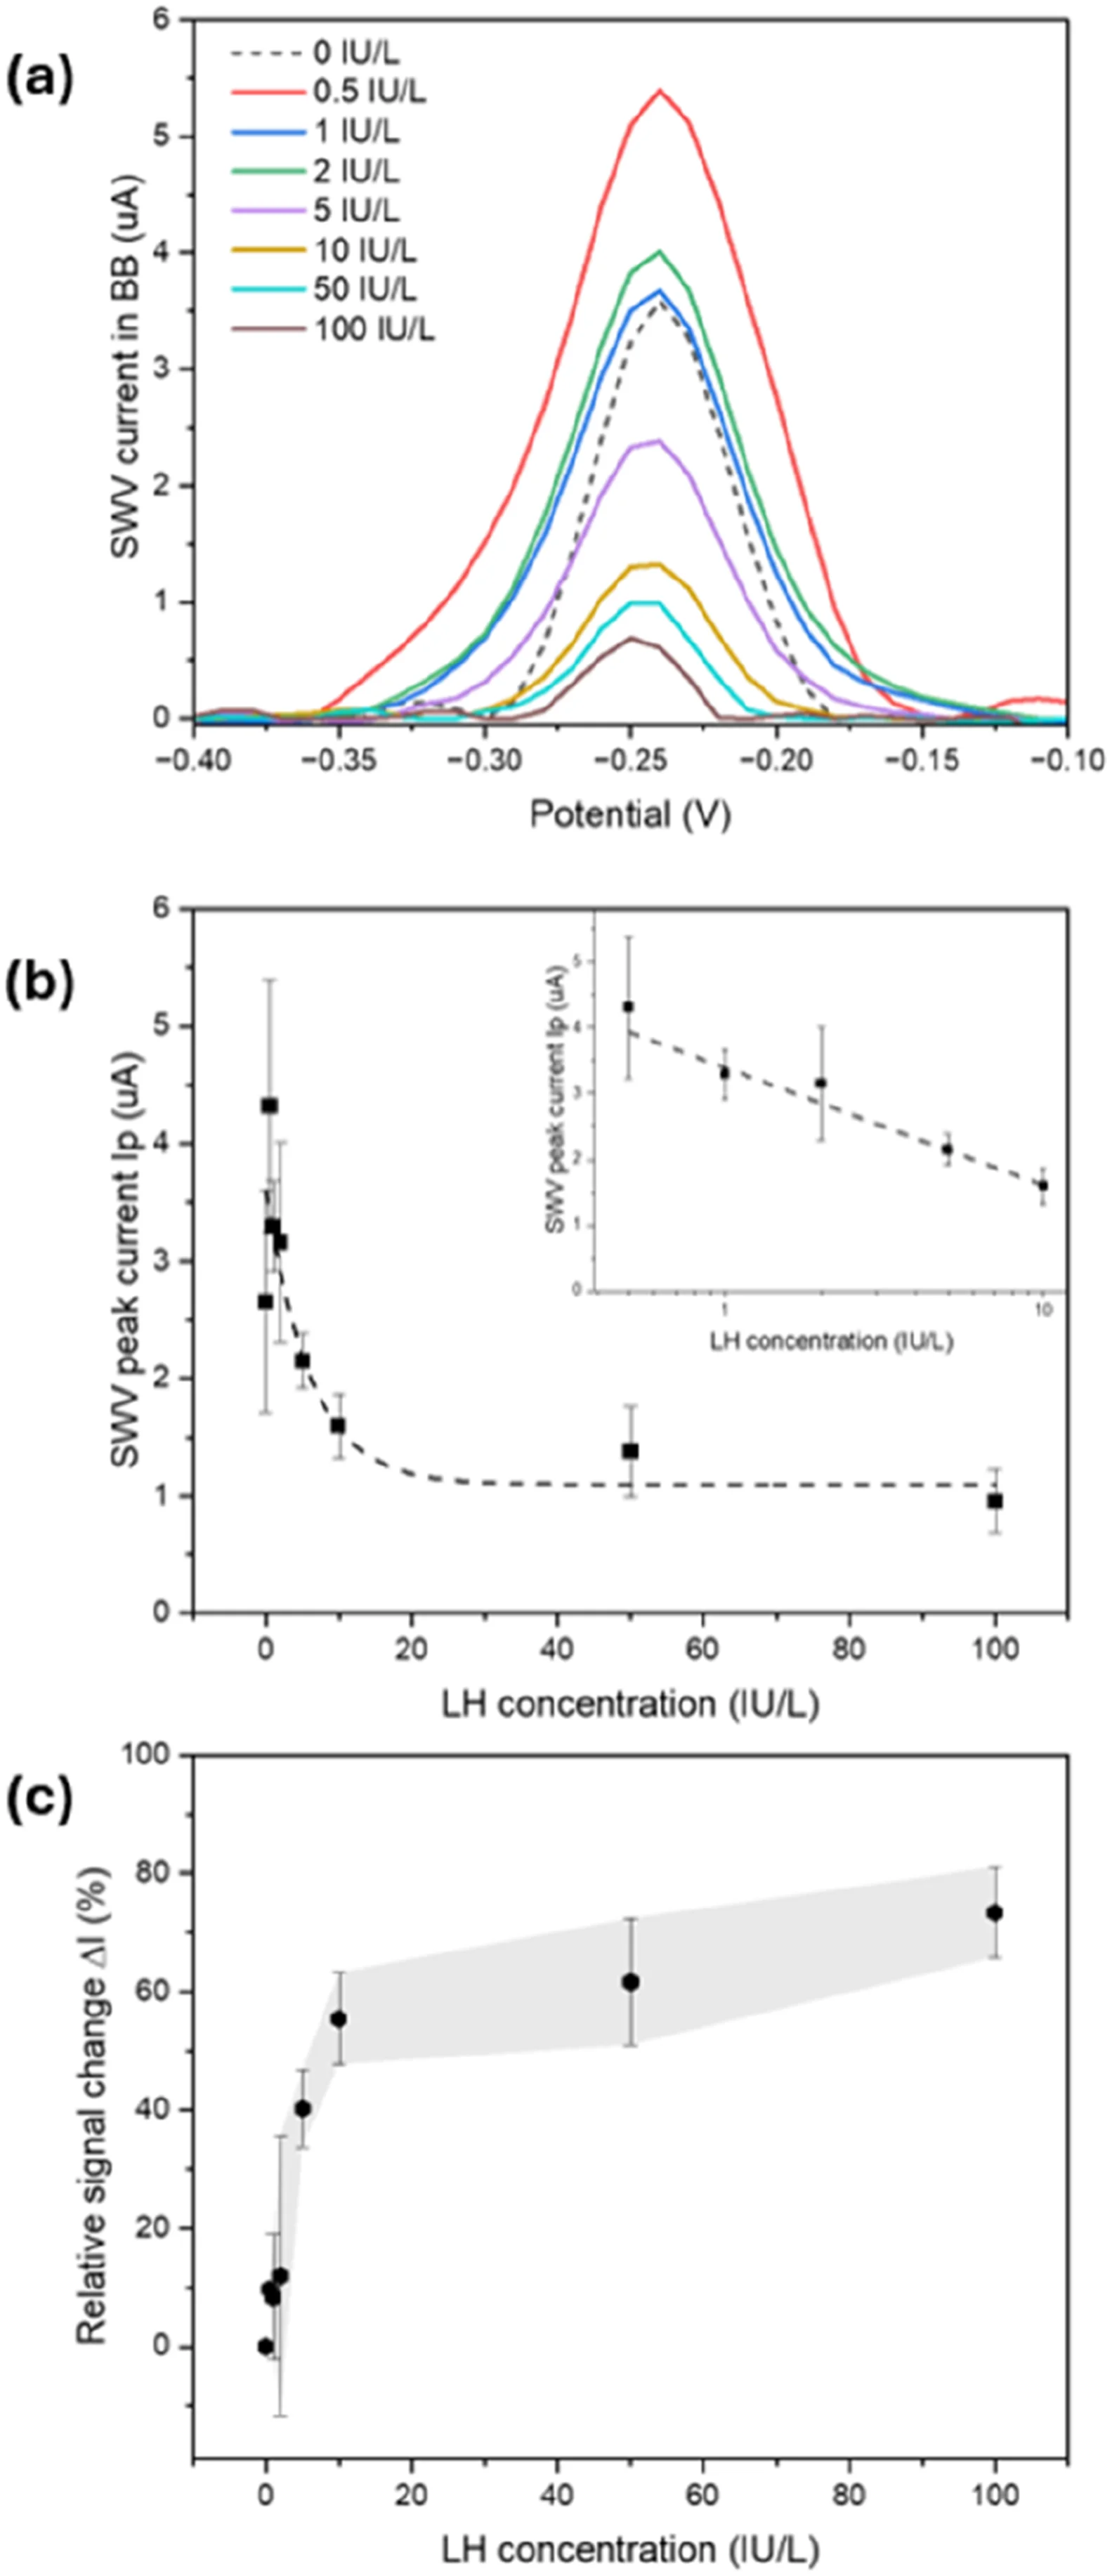 (a)
6
5
4
3
2
1
0
SWV current in BB (uA)
0 IU/L
0.5 IU/L
1 IU/L
2 IU/L
5 IU/L
10 IU/L
50 IU/L
100 IU/L
−0.40 −0.35 −0.30 −0.25 −0.20 −0.15 −0.10
Potential (V)
(b)
6
5
4
3
2
1
0
SWV peak current Ip (uA)
5
4
3
2
1
0
SWV peak current Ip (uA)
1 10
LH concentration (IU/L)
0 20 40 60 80 100
LH concentration (IU/L)
(c)
100
80
60
40
20
0
Relative signal change ΔI (%)
0 20 40 60 80 100
LH concentration (IU/L)